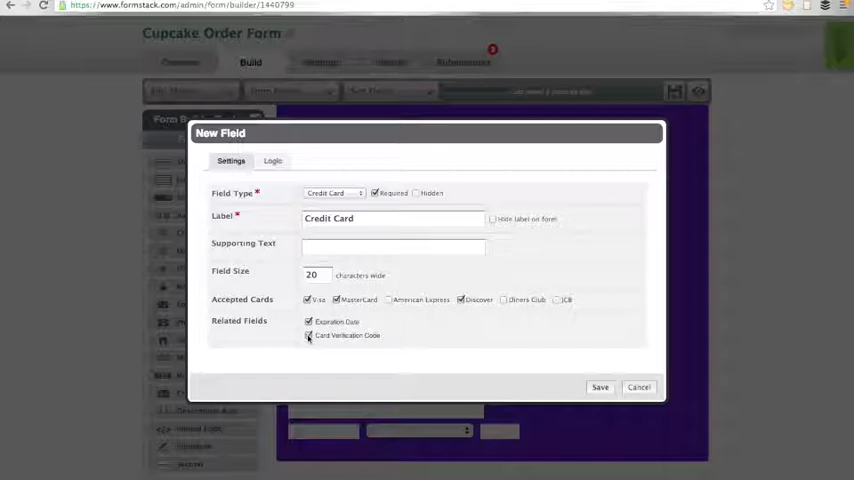 https://www.formstack.com/admin/form/builder/1440799
Cupcake Order Form
Build
Submissions
Form B
New Field
Settings Logic
Field Type * Credit Card Required Hidden
Label * Credit Card Hide label on form
Supporting Text
Field Size 20 characters wide
Accepted Cards Visa MasterCard American Express Discover Diners Club JCB
Related Fields Expiration Date
Card Verification Code
Save Cancel